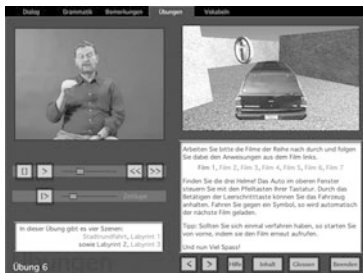 Dialog Grammatik Bemerkungen Übungen Vokabeln
Arbeiten Sie bitte die Filme der Reihe nach durch und folgen
Sie dabei den Anweisungen aus dem Film links.
Film 1, Film 2, Film 3, Film 4, Film 5, Film 6, Film 7
Finden Sie die drei Helme! Das Auto im oberen Fenster
steuern Sie mit den Pfeiltasten Ihrer Tastatur. Durch das
Betätigen der Leerschrifttaste können Sie das Fahrzeug
anhalten. Fahren Sie gegen ein Symbol, so wird automatisch
der nächste Film geladen.
Tipp: Sollten Sie sich einmal verfahren haben, so starten Sie
von vorne, indem sie den Film erneut aufrufen.
Und nun Viel Spass!
Zeitlupe
In dieser Übung gibt es vier Szenen:
Stadtrundfahrt, Labyrint 1
sowie Labyrint 2, Labyrint 3
Übung 6
< > Hilfe Inhalt Glossen Beenden